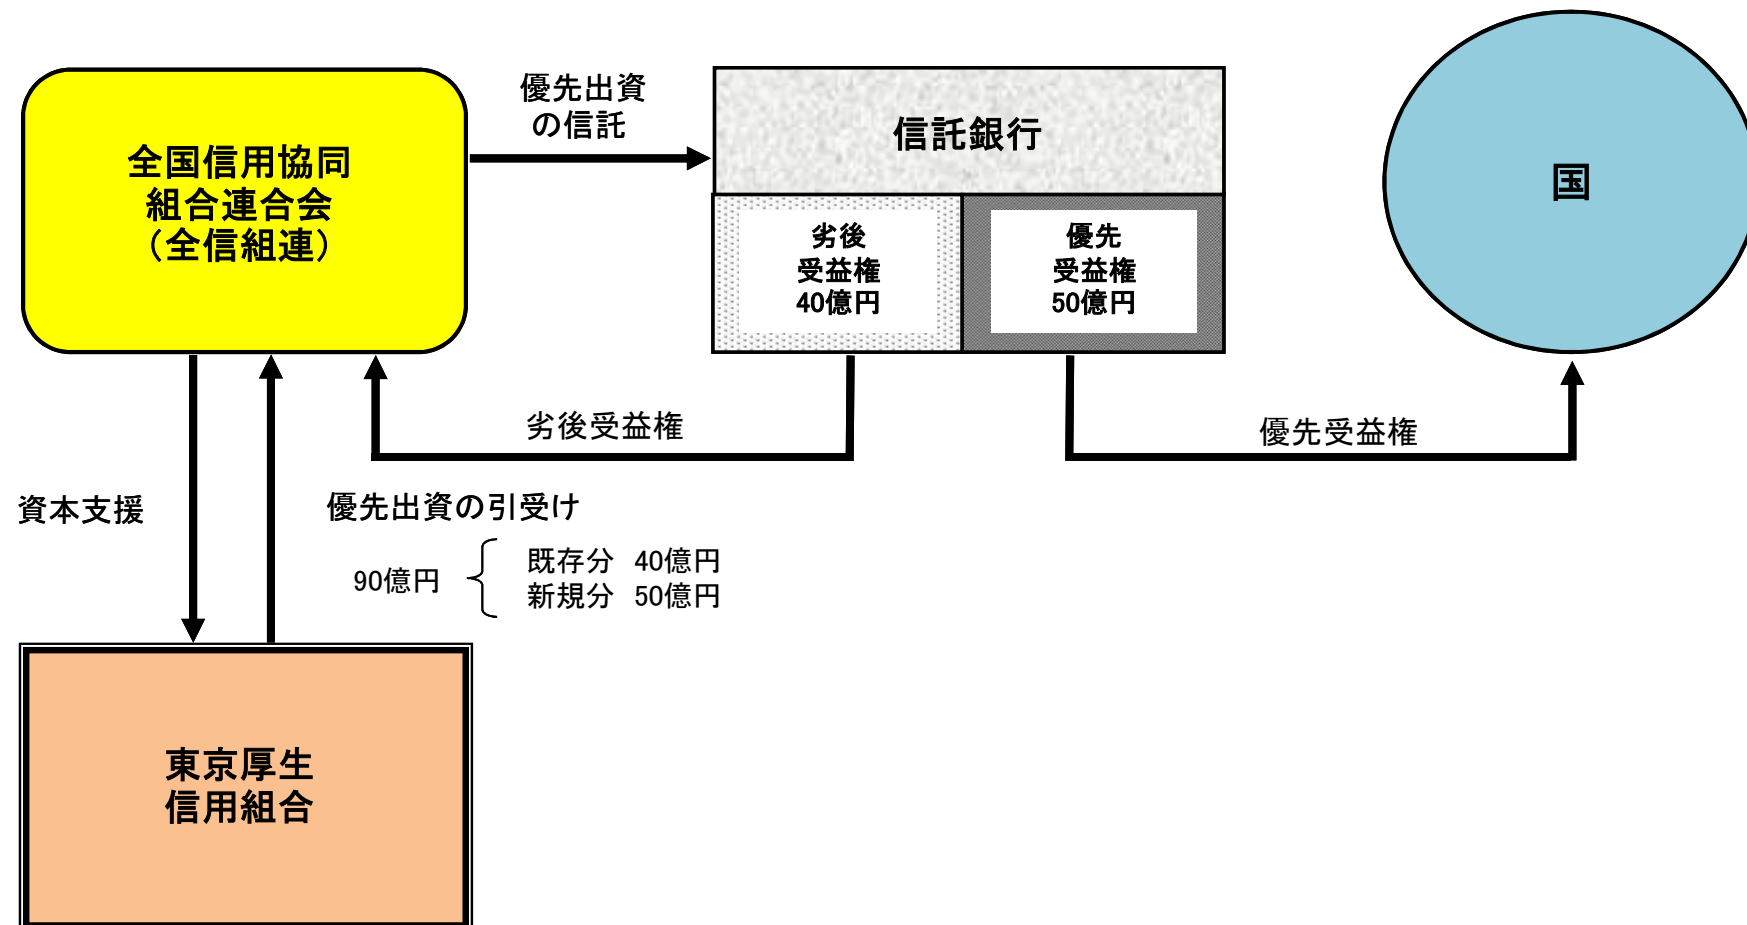 全国信用協同
組合連合会
（全信組連）
優先出資
の信託
信託銀行
劣後
受益権
40億円
優先
受益権
50億円
国
劣後受益権
優先受益権
資本支援
優先出資の引受け
90億円
既存分　40億円
新規分　50億円
東京厚生
信用組合